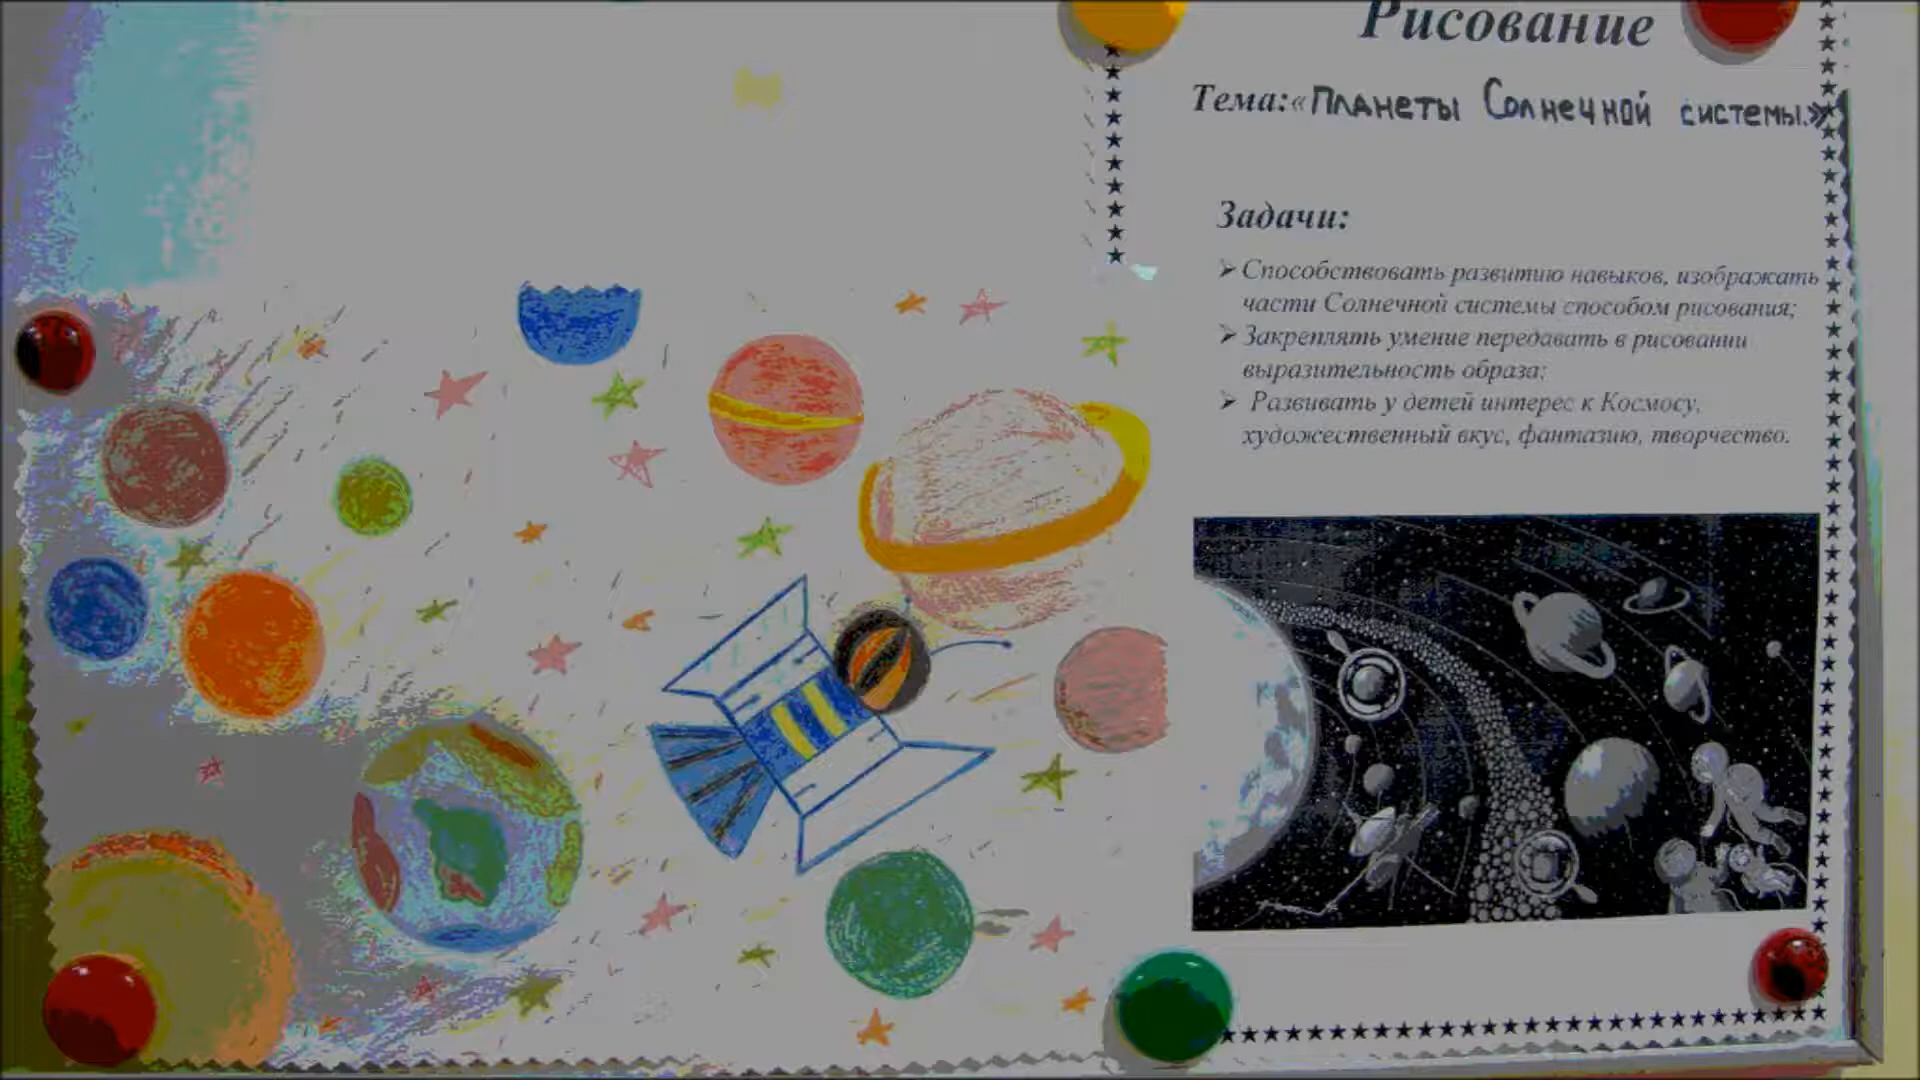 Рисование
Тема:«Планеты Солнечной системы.»
Задачи:
➢ Способствовать развитию навыков, изображать
части Солнечной системы способом рисования;
➢ Закреплять умение передавать в рисовании
выразительность образа;
➢ Развивать у детей интерес к Космосу,
художественный вкус, фантазию, творчество.